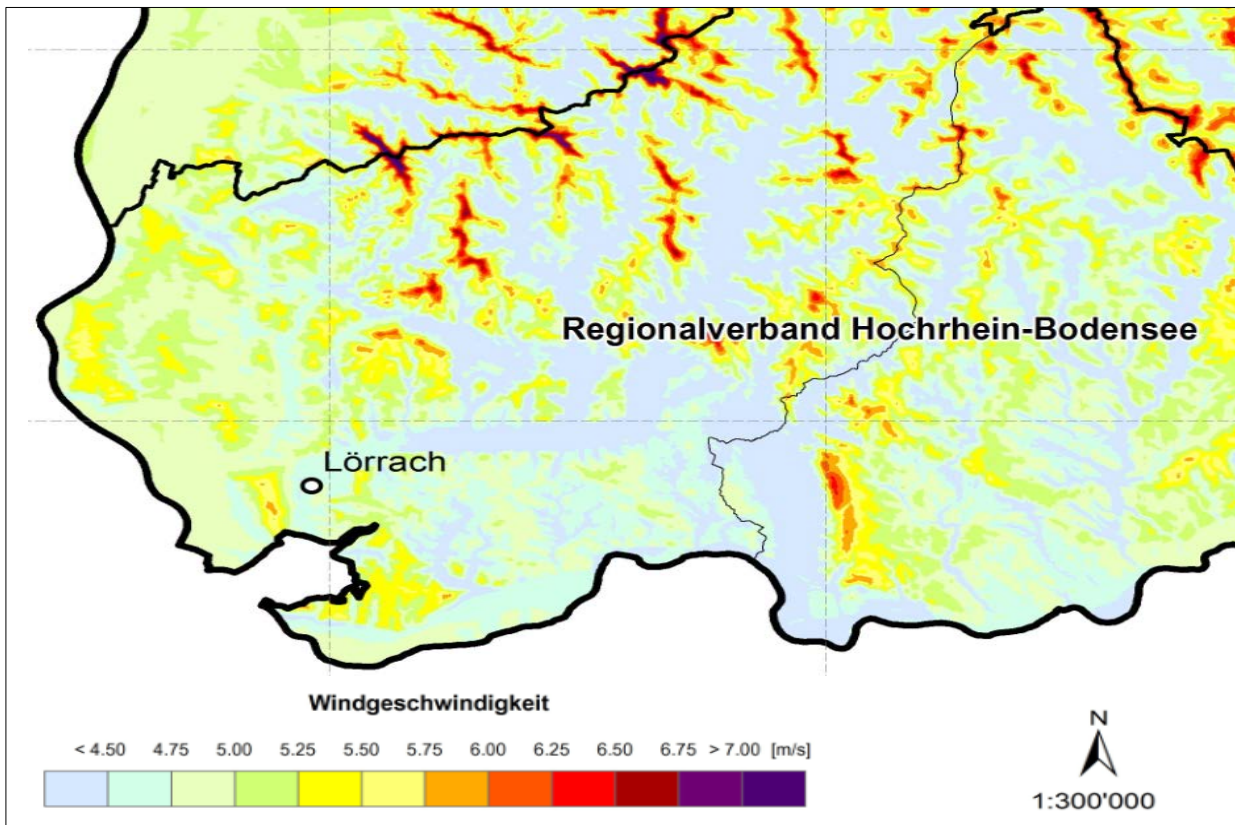 Regionalverband Hochrhein-Bodensee
Lörrach
Windgeschwindigkeit
< 4.50 4.75 5.00 5.25 5.50 5.75 6.00 6.25 6.50 6.75 > 7.00 [m/s]
N
1:300'000